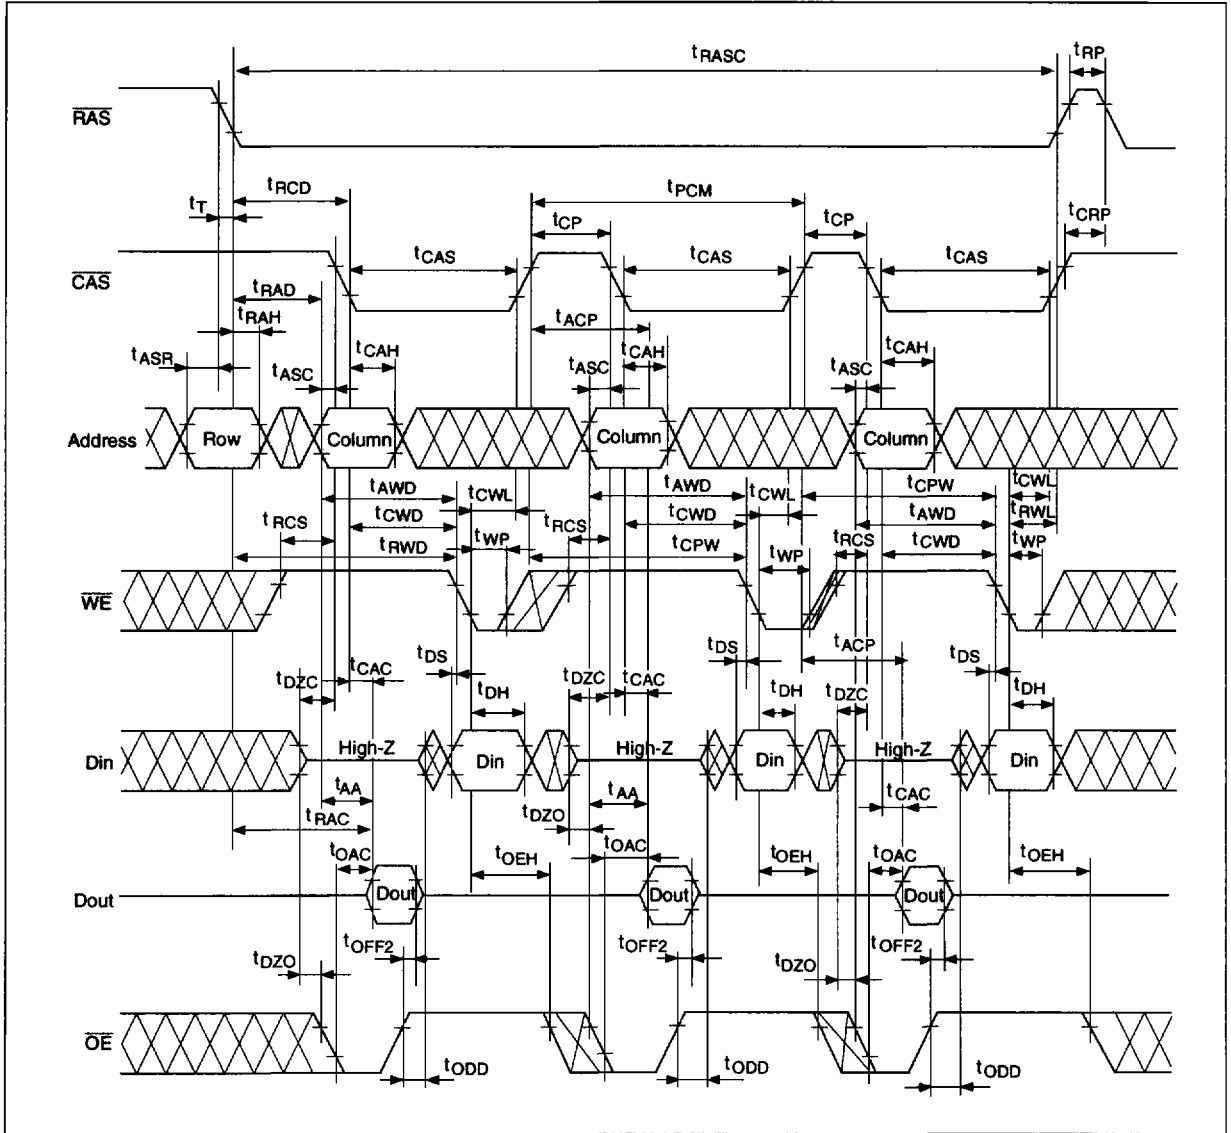 tRASC tRP
RAS
tRCD tPCM
tT tCP tCP tCRP
CAS tCAS tCAS tCAS
tRAD
tRAH tACP
tASR tCAH tCAH tCAH
tASC tASC tASC
Address Row Column Column Column
tAWD tCWL tAWD tCWL tCPW tCWL
tRCS tCWD tRCS tCWD tAWD tRWL
tRWD tWP tCPW tWP tRCS tCWD tWP
WE
tDS tDS tACP tDS
tDZC tCAC tDH tDZC tCAC tDH tDZC tDH
Din High-Z Din High-Z Din High-Z Din
tAA tAA tCAC
tRAC tDZO
tOAC tOEH tOAC tOEH tOAC tOEH
Dout Dout Dout Dout
tDZO tOFF2 tOFF2 tDZO tOFF2
OE
tODD tODD tODD